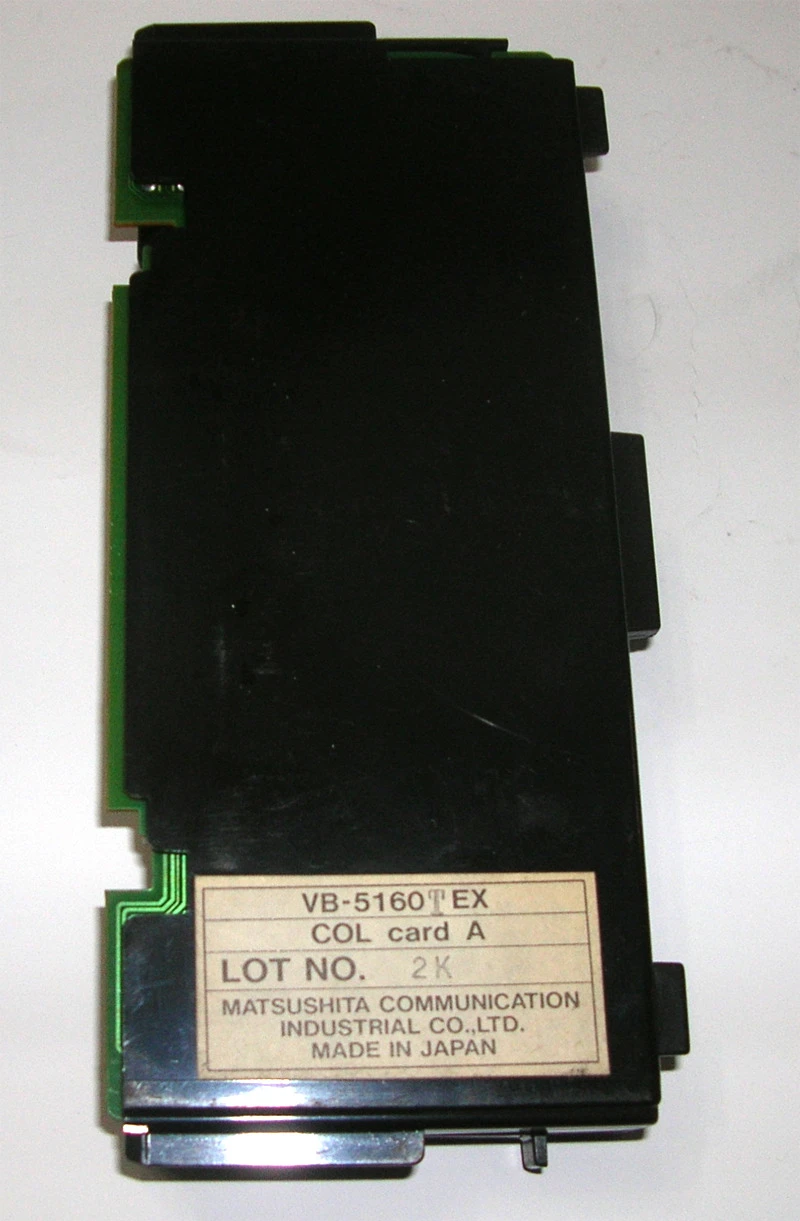 VB-5160TEX
COL card A
LOT NO. 2K
MATSUSHITA COMMUNICATION
INDUSTRIAL CO.,LTD.
MADE IN JAPAN